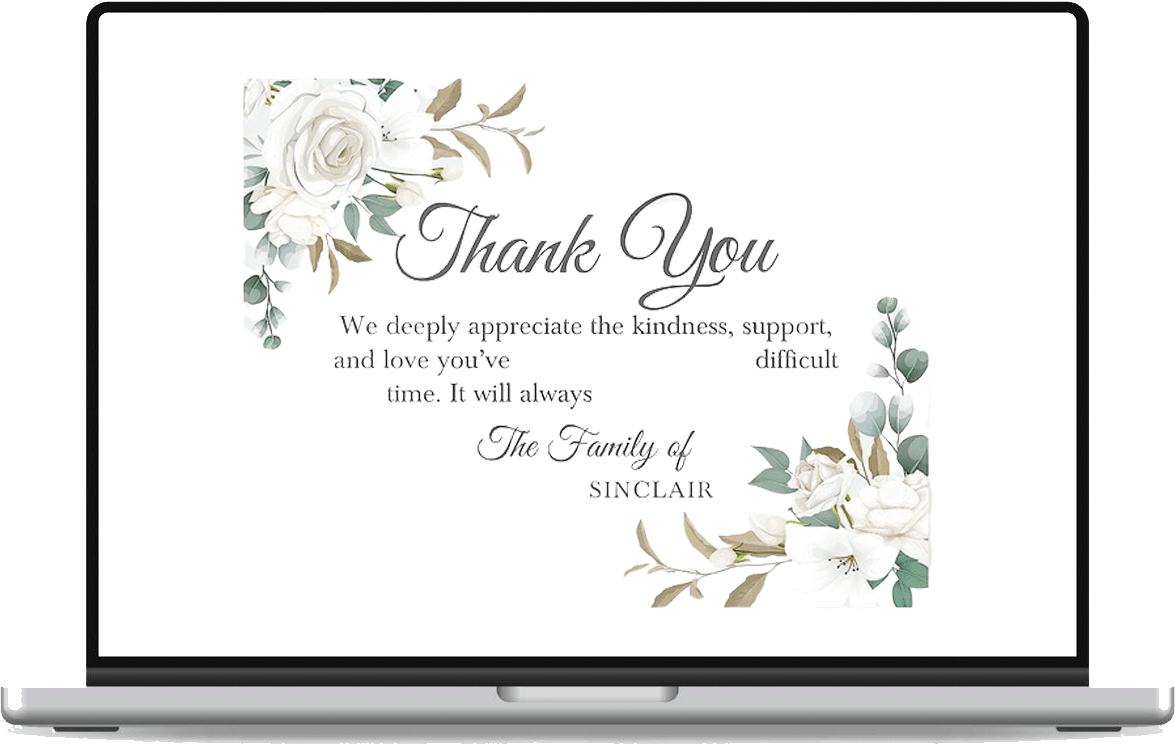 Thank You
We deeply appreciate the kindness, support,
and love you’ve difficult
time. It will always
The Family of
SINCLAIR